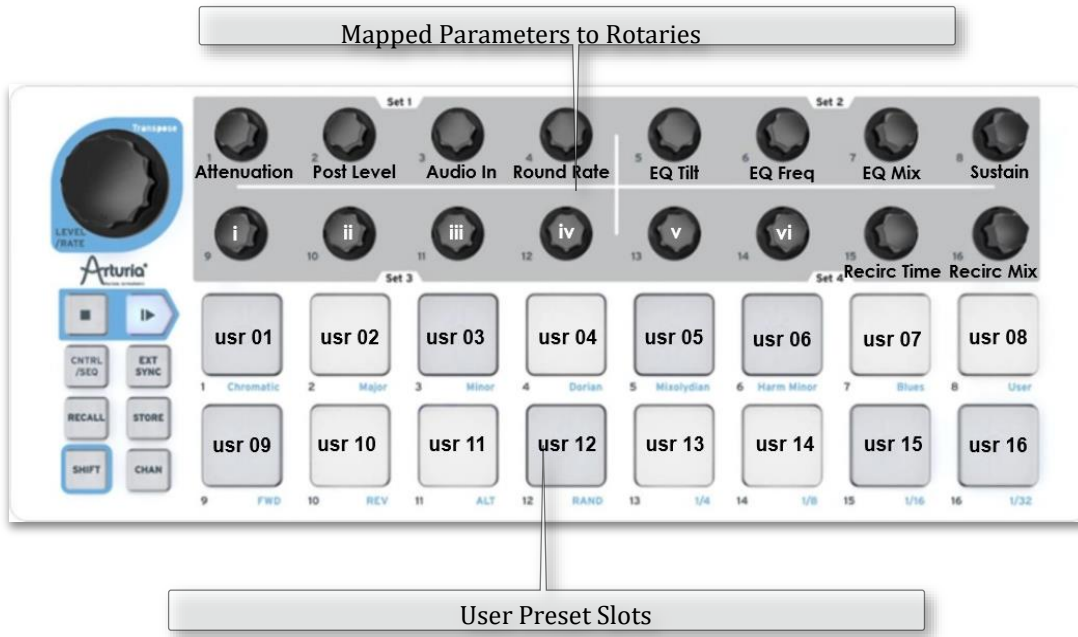 Mapped Parameters to Rotaries
Set 1 Set 2
Transpose
1 2 3 4 5 6 7 8
Attenuation Post Level Audio In Round Rate EQ Tilt EQ Freq EQ Mix Sustain
LEVEL
/RATE
i ii iii iv v vi
9 10 11 12 13 14 15 16
Recirc Time Recirc Mix
Set 3 Set 4
Arturia
usr 01 usr 02 usr 03 usr 04 usr 05 usr 06 usr 07 usr 08
CNTRL
/SEQ
EXT
SYNC
1 Chromatic 2 Major 3 Minor 4 Dorian 5 Mixolydian 6 Harm Minor 7 Blues 8 User
RECALL STORE
usr 09 usr 10 usr 11 usr 12 usr 13 usr 14 usr 15 usr 16
SHIFT CHAN
9 FWD 10 REV 11 ALT 12 RAND 13 1/4 14 1/8 15 1/16 16 1/32
User Preset Slots